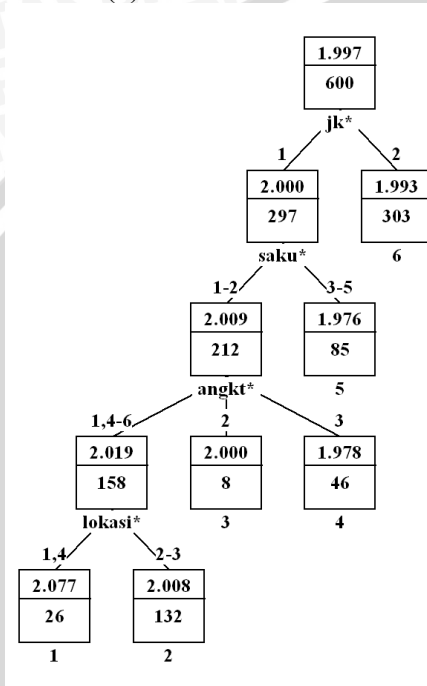 1.997
600
jk*
1 2
2.000 1.993
297 303
saku* 6
1-2 3-5
2.009 1.976
212 85
angkt* 5
1,4-6 2 3
2.019 2.000 1.978
158 8 46
lokasi* 3 4
1,4 2-3
2.077 2.008
26 132
1 2